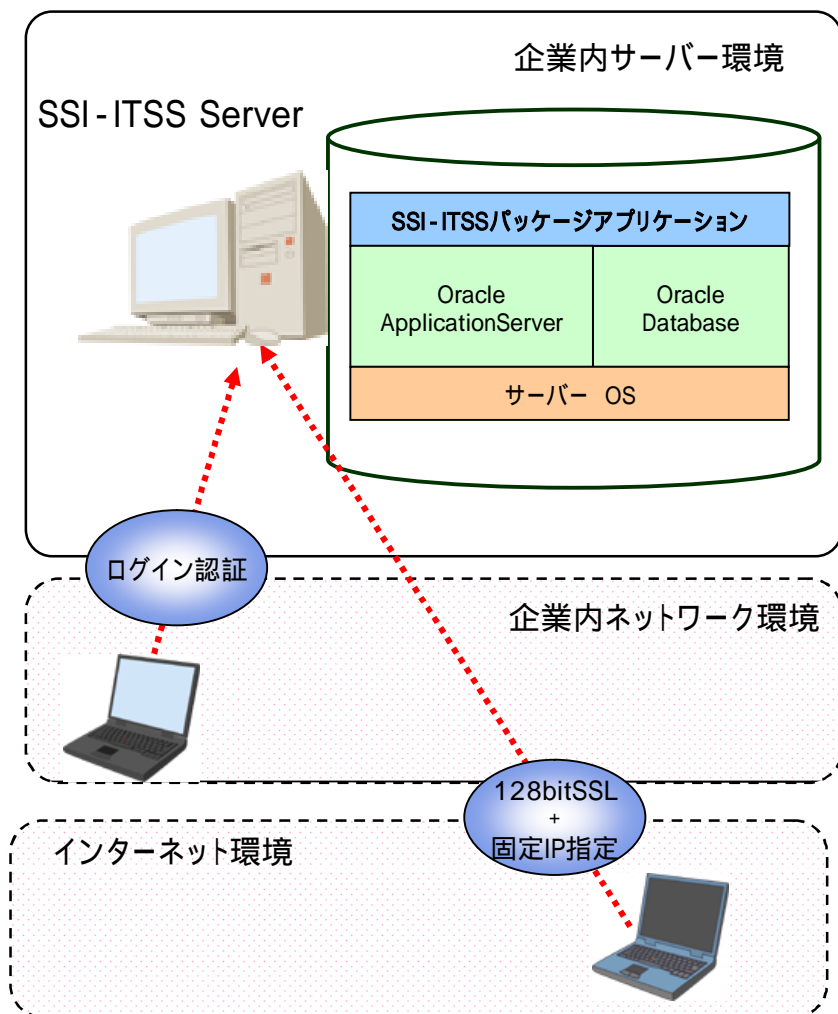 企業内サーバー環境
SSI-ITSS Server
SSI-ITSSパッケージアプリケーション
Oracle
ApplicationServer
Oracle
Database
サーバー OS
ログイン認証
企業内ネットワーク環境
128bitSSL
+
固定IP指定
インターネット環境